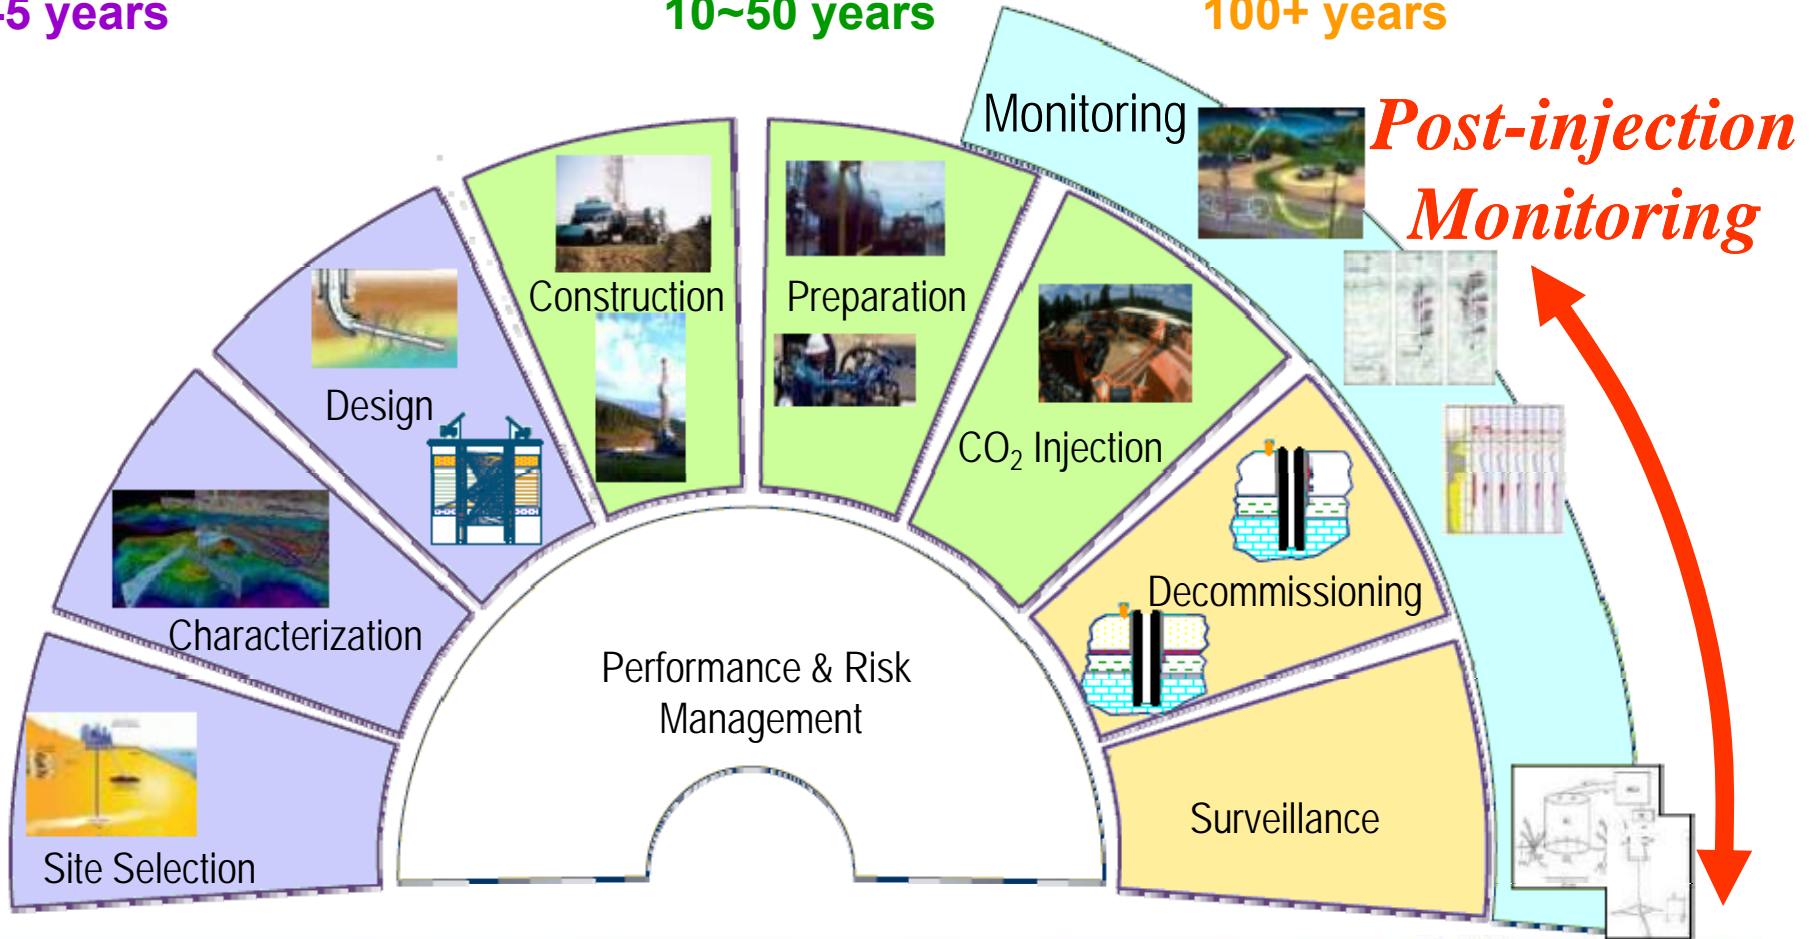 -5 years
10~50 years
100+ years
Monitoring
Post-injection
Monitoring
Construction
Preparation
Design
CO₂ Injection
Decommissioning
Characterization
Performance & Risk
Management
Surveillance
Site Selection